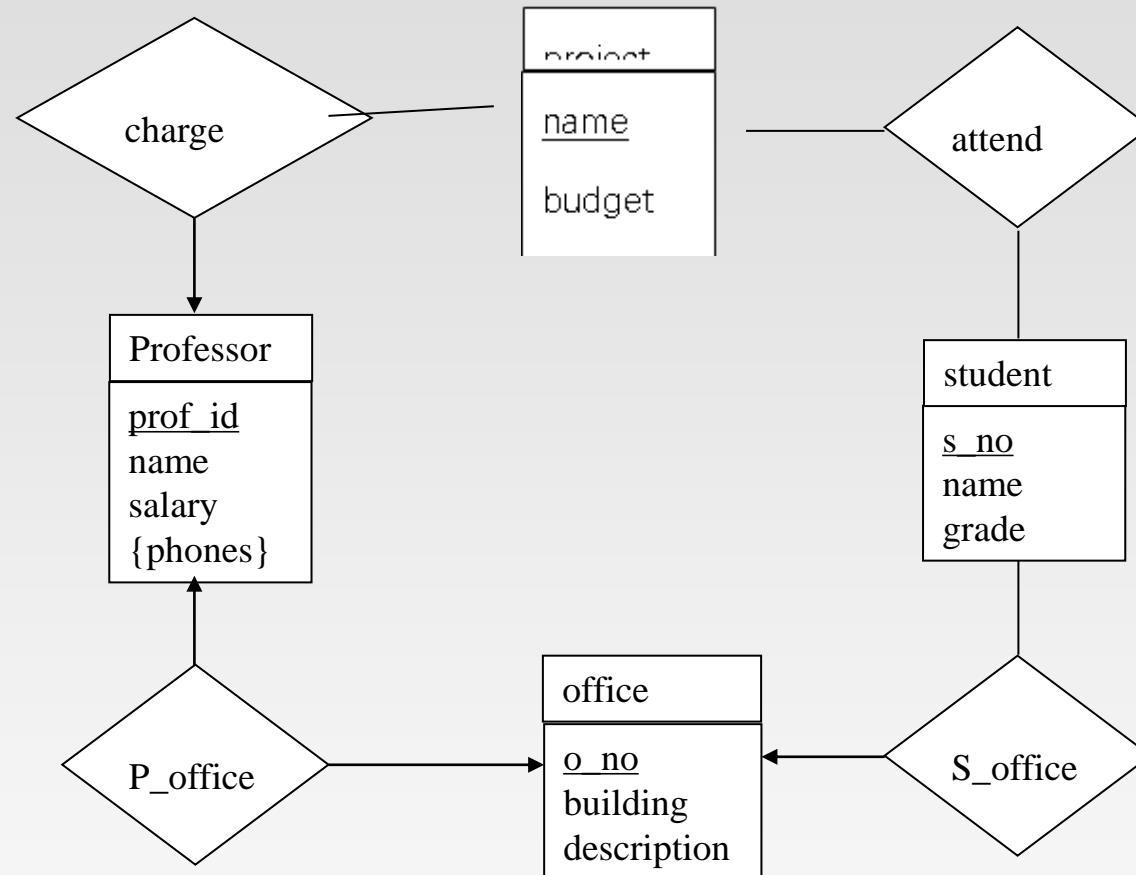 charge
project
name
budget
attend
Professor
prof_id
name
salary
{phones}
student
s_no
name
grade
P_office
office
o_no
building
description
S_office